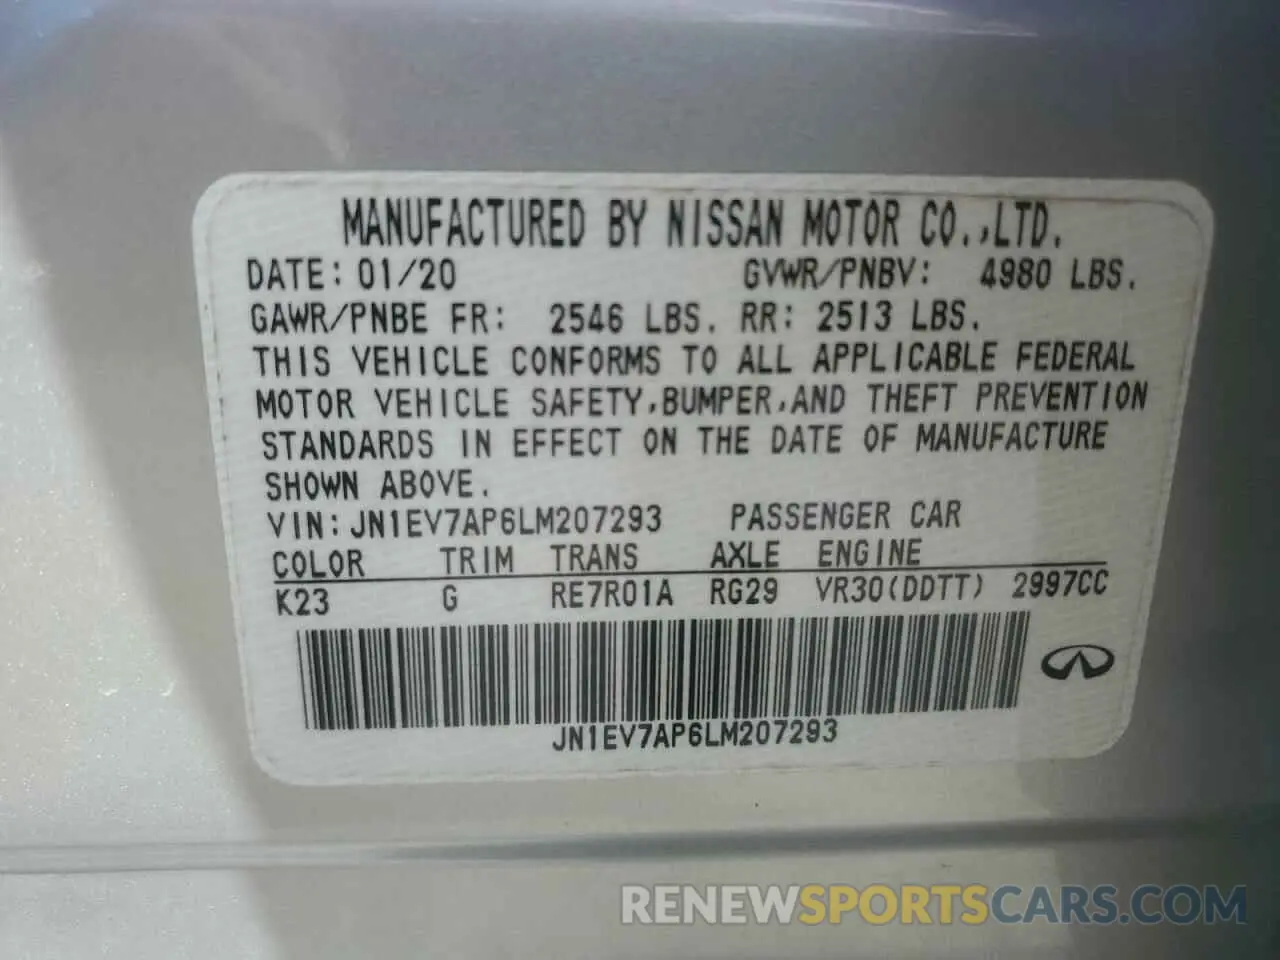 MANUFACTURED BY NISSAN MOTOR CO.,LTD.
DATE: 01/20 GVWR/PNBV: 4980 LBS.
GAWR/PNBE FR: 2546 LBS. RR: 2513 LBS.
THIS VEHICLE CONFORMS TO ALL APPLICABLE FEDERAL
MOTOR VEHICLE SAFETY,BUMPER,AND THEFT PREVENTION
STANDARDS IN EFFECT ON THE DATE OF MANUFACTURE
SHOWN ABOVE.
VIN:JN1EV7AP6LM207293 PASSENGER CAR
COLOR TRIM TRANS AXLE ENGINE
K23 G RE7R01A RG29 VR30(DDTT) 2997CC
JN1EV7AP6LM207293
RENEWSPORTSCARS.COM